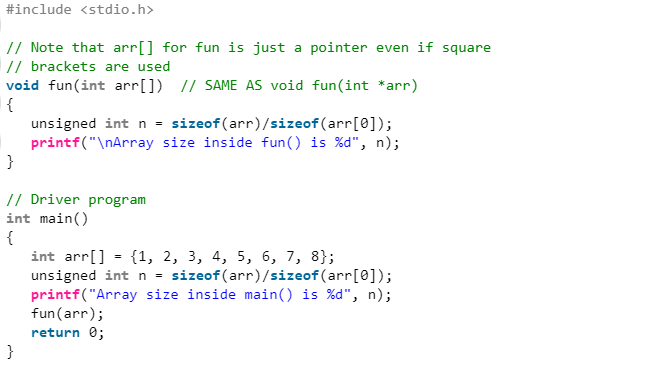 #include <stdio.h>

// Note that arr[] for fun is just a pointer even if square
// brackets are used
void fun(int arr[])  // SAME AS void fun(int *arr)
{
   unsigned int n = sizeof(arr)/sizeof(arr[0]);
   printf("\nArray size inside fun() is %d", n);
}

// Driver program
int main()
{
   int arr[] = {1, 2, 3, 4, 5, 6, 7, 8};
   unsigned int n = sizeof(arr)/sizeof(arr[0]);
   printf("Array size inside main() is %d", n);
   fun(arr);
   return 0;
}